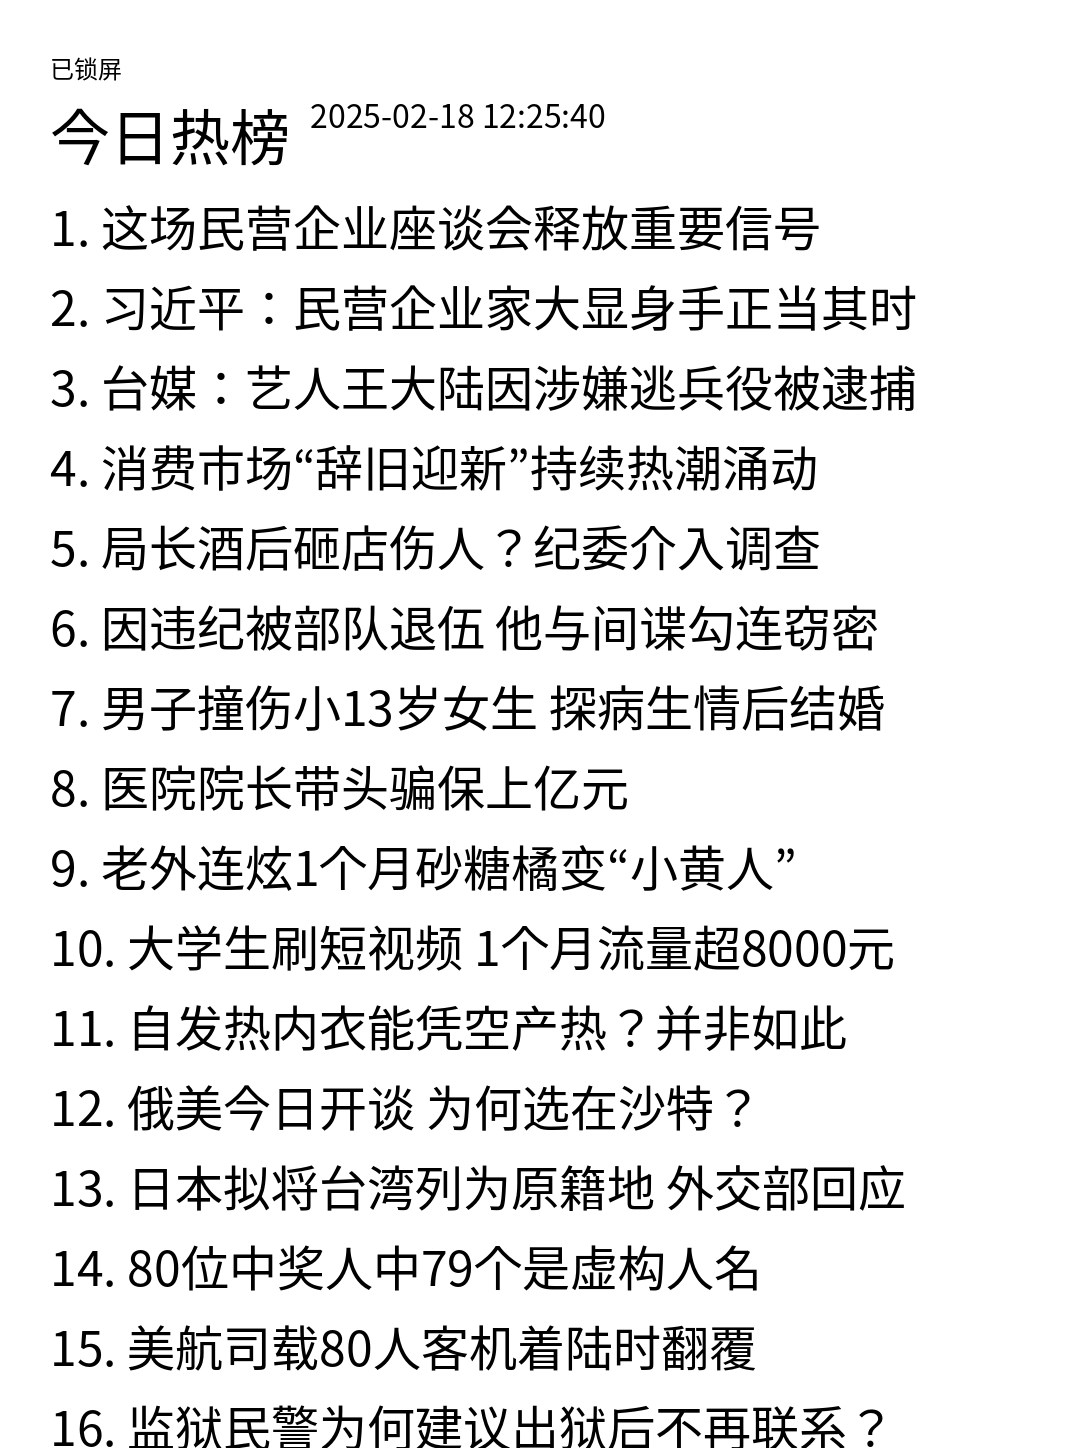 已锁屏
今日热榜 2025-02-18 12:25:40
1. 这场民营企业座谈会释放重要信号
2. 习近平：民营企业家大显身手正当其时
3. 台媒：艺人王大陆因涉嫌逃兵役被逮捕
4. 消费市场“辞旧迎新”持续热潮涌动
5. 局长酒后砸店伤人？纪委介入调查
6. 因违纪被部队退伍 他与间谍勾连窃密
7. 男子撞伤小13岁女生 探病生情后结婚
8. 医院院长带头骗保上亿元
9. 老外连炫1个月砂糖橘变“小黄人”
10. 大学生刷短视频 1个月流量超8000元
11. 自发热内衣能凭空产热？并非如此
12. 俄美今日开谈 为何选在沙特？
13. 日本拟将台湾列为原籍地 外交部回应
14. 80位中奖人中79个是虚构人名
15. 美航司载80人客机着陆时翻覆
16. 监狱民警为何建议出狱后不再联系？